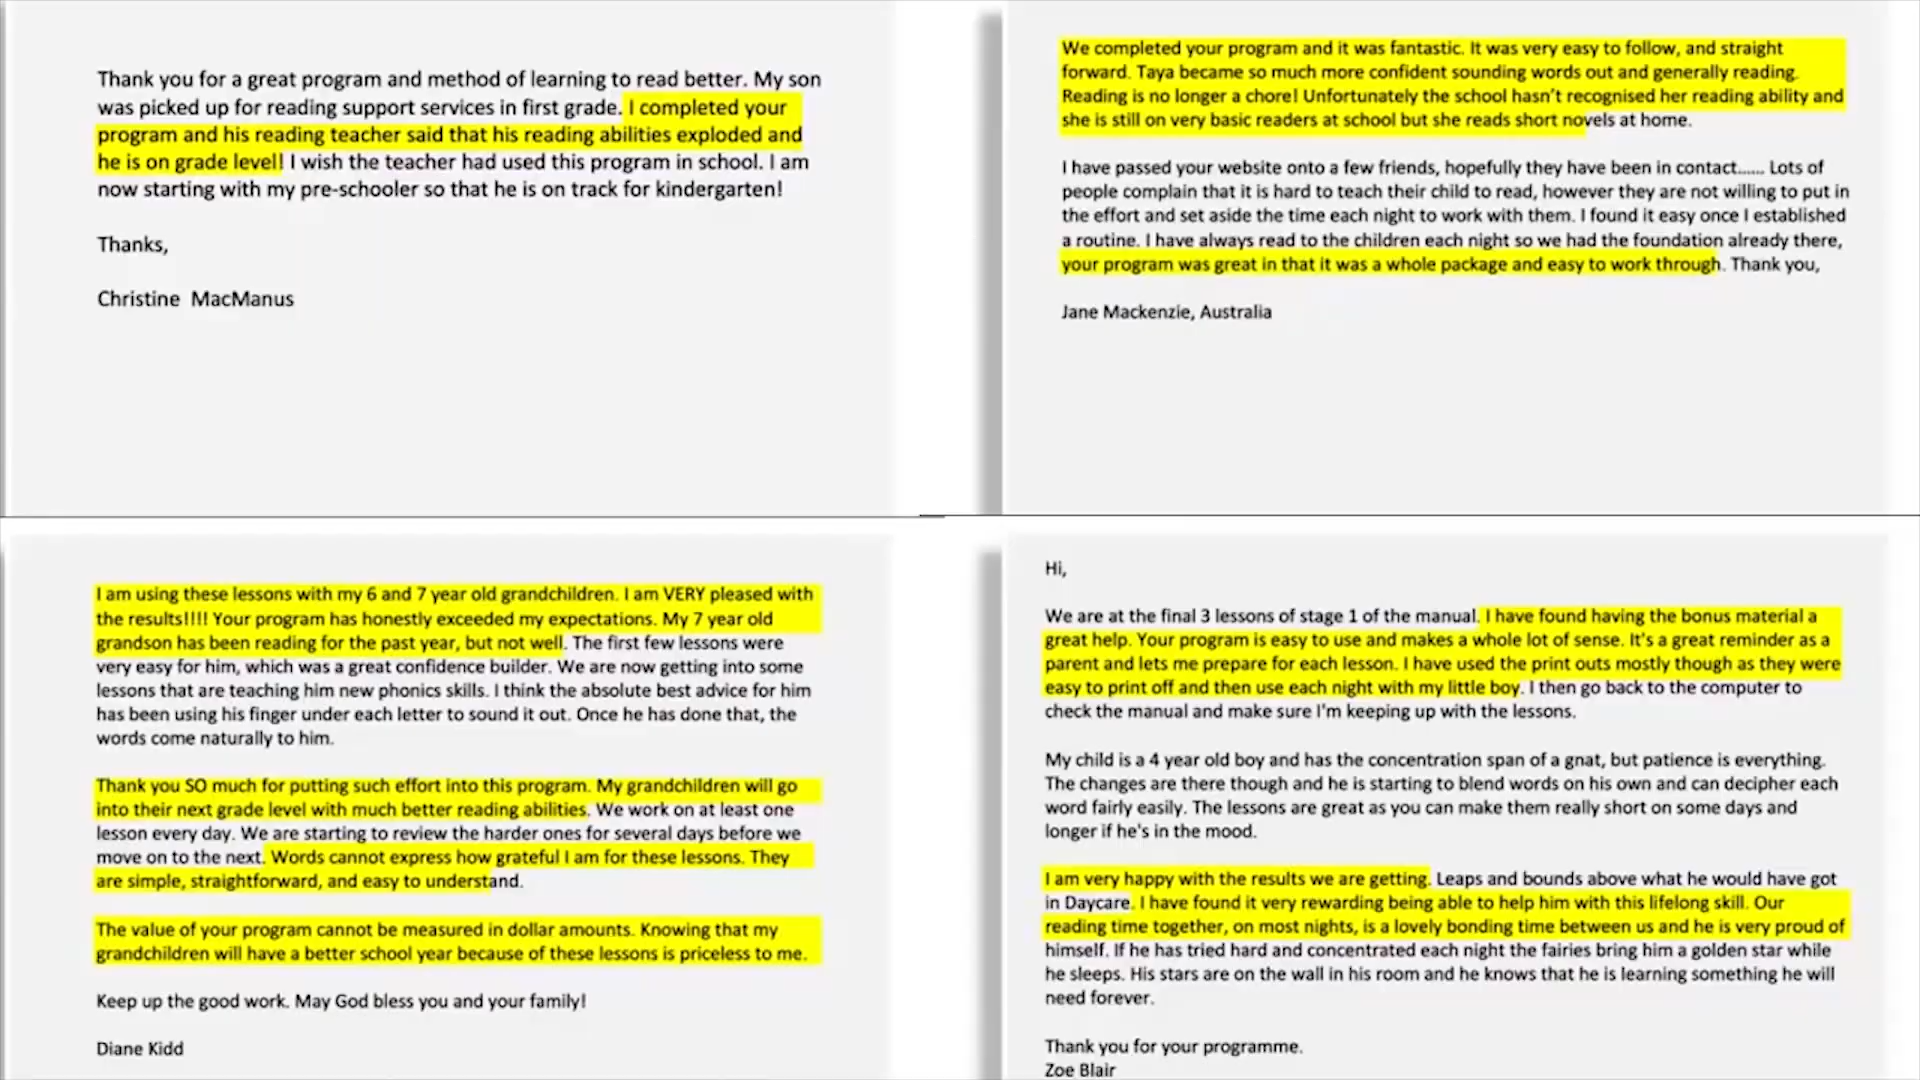 Thank you for a great program and method of learning to read better. My son
was picked up for reading support services in first grade. I completed your
program and his reading teacher said that his reading abilities exploded and
he is on grade level! I wish the teacher had used this program in school. I am
now starting with my pre-schooler so that he is on track for kindergarten!
Thanks,
Christine MacManus
We completed your program and it was fantastic. It was very easy to follow, and straight
forward. Taya became so much more confident sounding words out and generally reading.
Reading is no longer a chore! Unfortunately the school hasn't recognised her reading ability and
she is still on very basic readers at school but she reads short novels at home.
I have passed your website onto a few friends, hopefully they have been in contact...... Lots of
people complain that it is hard to teach their child to read, however they are not willing to put in
the effort and set aside the time each night to work with them. I found it easy once I established
a routine. I have always read to the children each night so we had the foundation already there,
your program was great in that it was a whole package and easy to work through. Thank you,
Jane Mackenzie, Australia
I am using these lessons with my 6 and 7 year old grandchildren. I am VERY pleased with
the results!!!! Your program has honestly exceeded my expectations. My 7 year old
grandson has been reading for the past year, but not well. The first few lessons were
very easy for him, which was a great confidence builder. We are now getting into some
lessons that are teaching him new phonics skills. I think the absolute best advice for him
has been using his finger under each letter to sound it out. Once he has done that, the
words come naturally to him.
Thank you SO much for putting such effort into this program. My grandchildren will go
into their next grade level with much better reading abilities. We work on at least one
lesson every day. We are starting to review the harder ones for several days before we
move on to the next. Words cannot express how grateful I am for these lessons. They
are simple, straightforward, and easy to understand.
The value of your program cannot be measured in dollar amounts. Knowing that my
grandchildren will have a better school year because of these lessons is priceless to me.
Keep up the good work. May God bless you and your family!
Diane Kidd
Hi,
We are at the final 3 lessons of stage 1 of the manual. I have found having the bonus material a
great help. Your program is easy to use and makes a whole lot of sense. It's a great reminder as a
parent and lets me prepare for each lesson. I have used the print outs mostly though as they were
easy to print off and then use each night with my little boy. I then go back to the computer to
check the manual and make sure I'm keeping up with the lessons.
My child is a 4 year old boy and has the concentration span of a gnat, but patience is everything.
The changes are there though and he is starting to blend words on his own and can decipher each
word fairly easily. The lessons are great as you can make them really short on some days and
longer if he's in the mood.
I am very happy with the results we are getting. Leaps and bounds above what he would have got
in Daycare. I have found it very rewarding being able to help him with this lifelong skill. Our
reading time together, on most nights, is a lovely bonding time between us and he is very proud of
himself. If he has tried hard and concentrated each night the fairies bring him a golden star while
he sleeps. His stars are on the wall in his room and he knows that he is learning something he will
need forever.
Thank you for your programme.
Zoe Blair